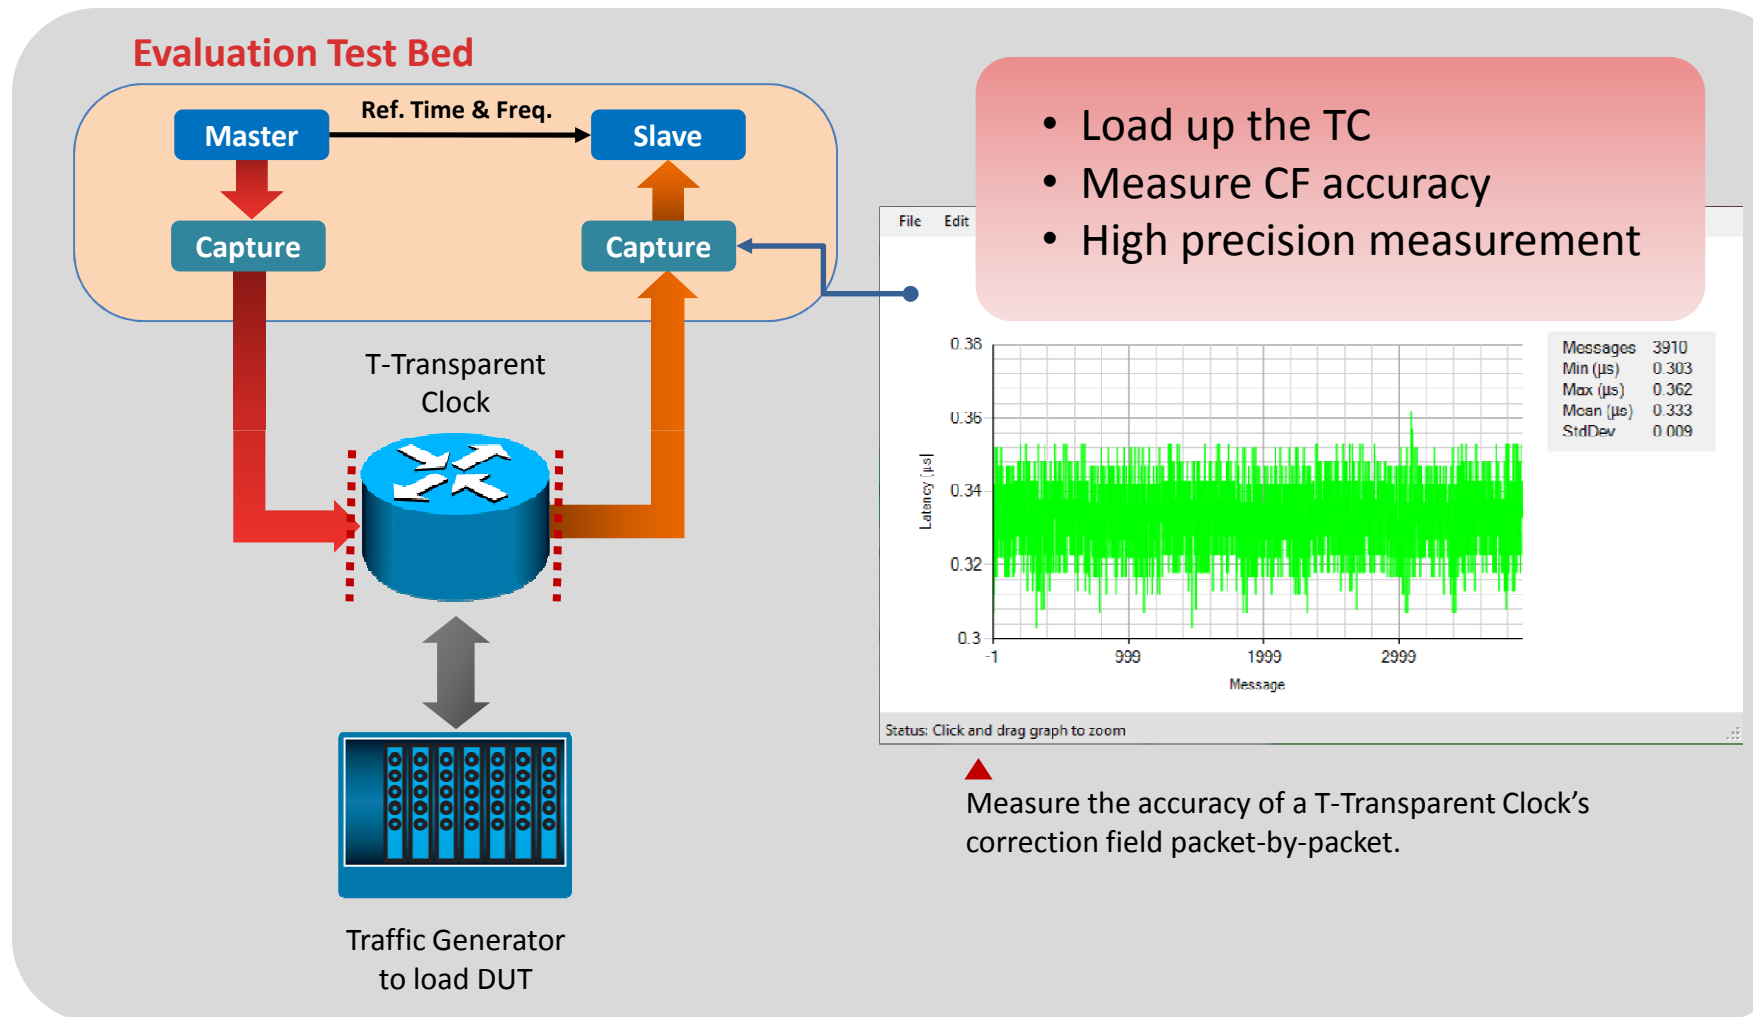 Evaluation Test Bed
Ref. Time & Freq.
Master
Slave
Capture
Capture
T-Transparent
Clock
Traffic Generator
to load DUT
• Load up the TC
• Measure CF accuracy
• High precision measurement
File Edit
0.38
0.36
0.34
0.32
0.3
Latency (µs)
-1 999 1999 2999
Message
Messages 3910
Min (µs) 0.303
Max (µs) 0.362
Mean (µs) 0.333
StdDev 0.009
Status: Click and drag graph to zoom
Measure the accuracy of a T-Transparent Clock’s
correction field packet-by-packet.